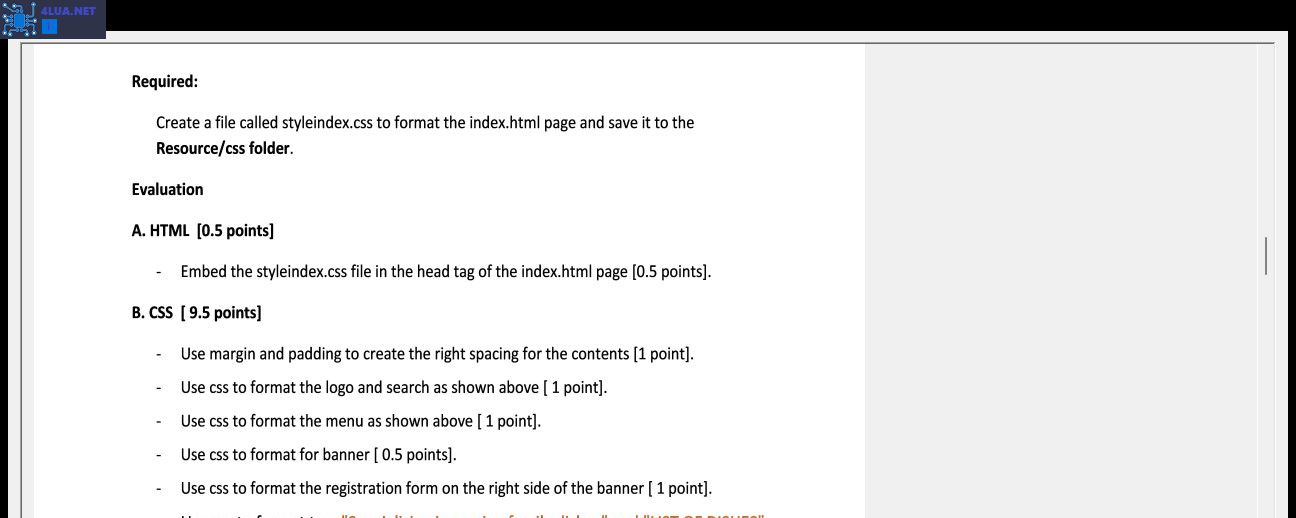 4LUA.NET
Required:
Create a file called styleindex.css to format the index.html page and save it to the
Resource/css folder.
Evaluation
A. HTML [0.5 points]
- Embed the styleindex.css file in the head tag of the index.html page [0.5 points].
B. CSS [ 9.5 points]
- Use margin and padding to create the right spacing for the contents [1 point].
- Use css to format the logo and search as shown above [ 1 point].
- Use css to format the menu as shown above [ 1 point].
- Use css to format for banner [ 0.5 points].
- Use css to format the registration form on the right side of the banner [ 1 point].